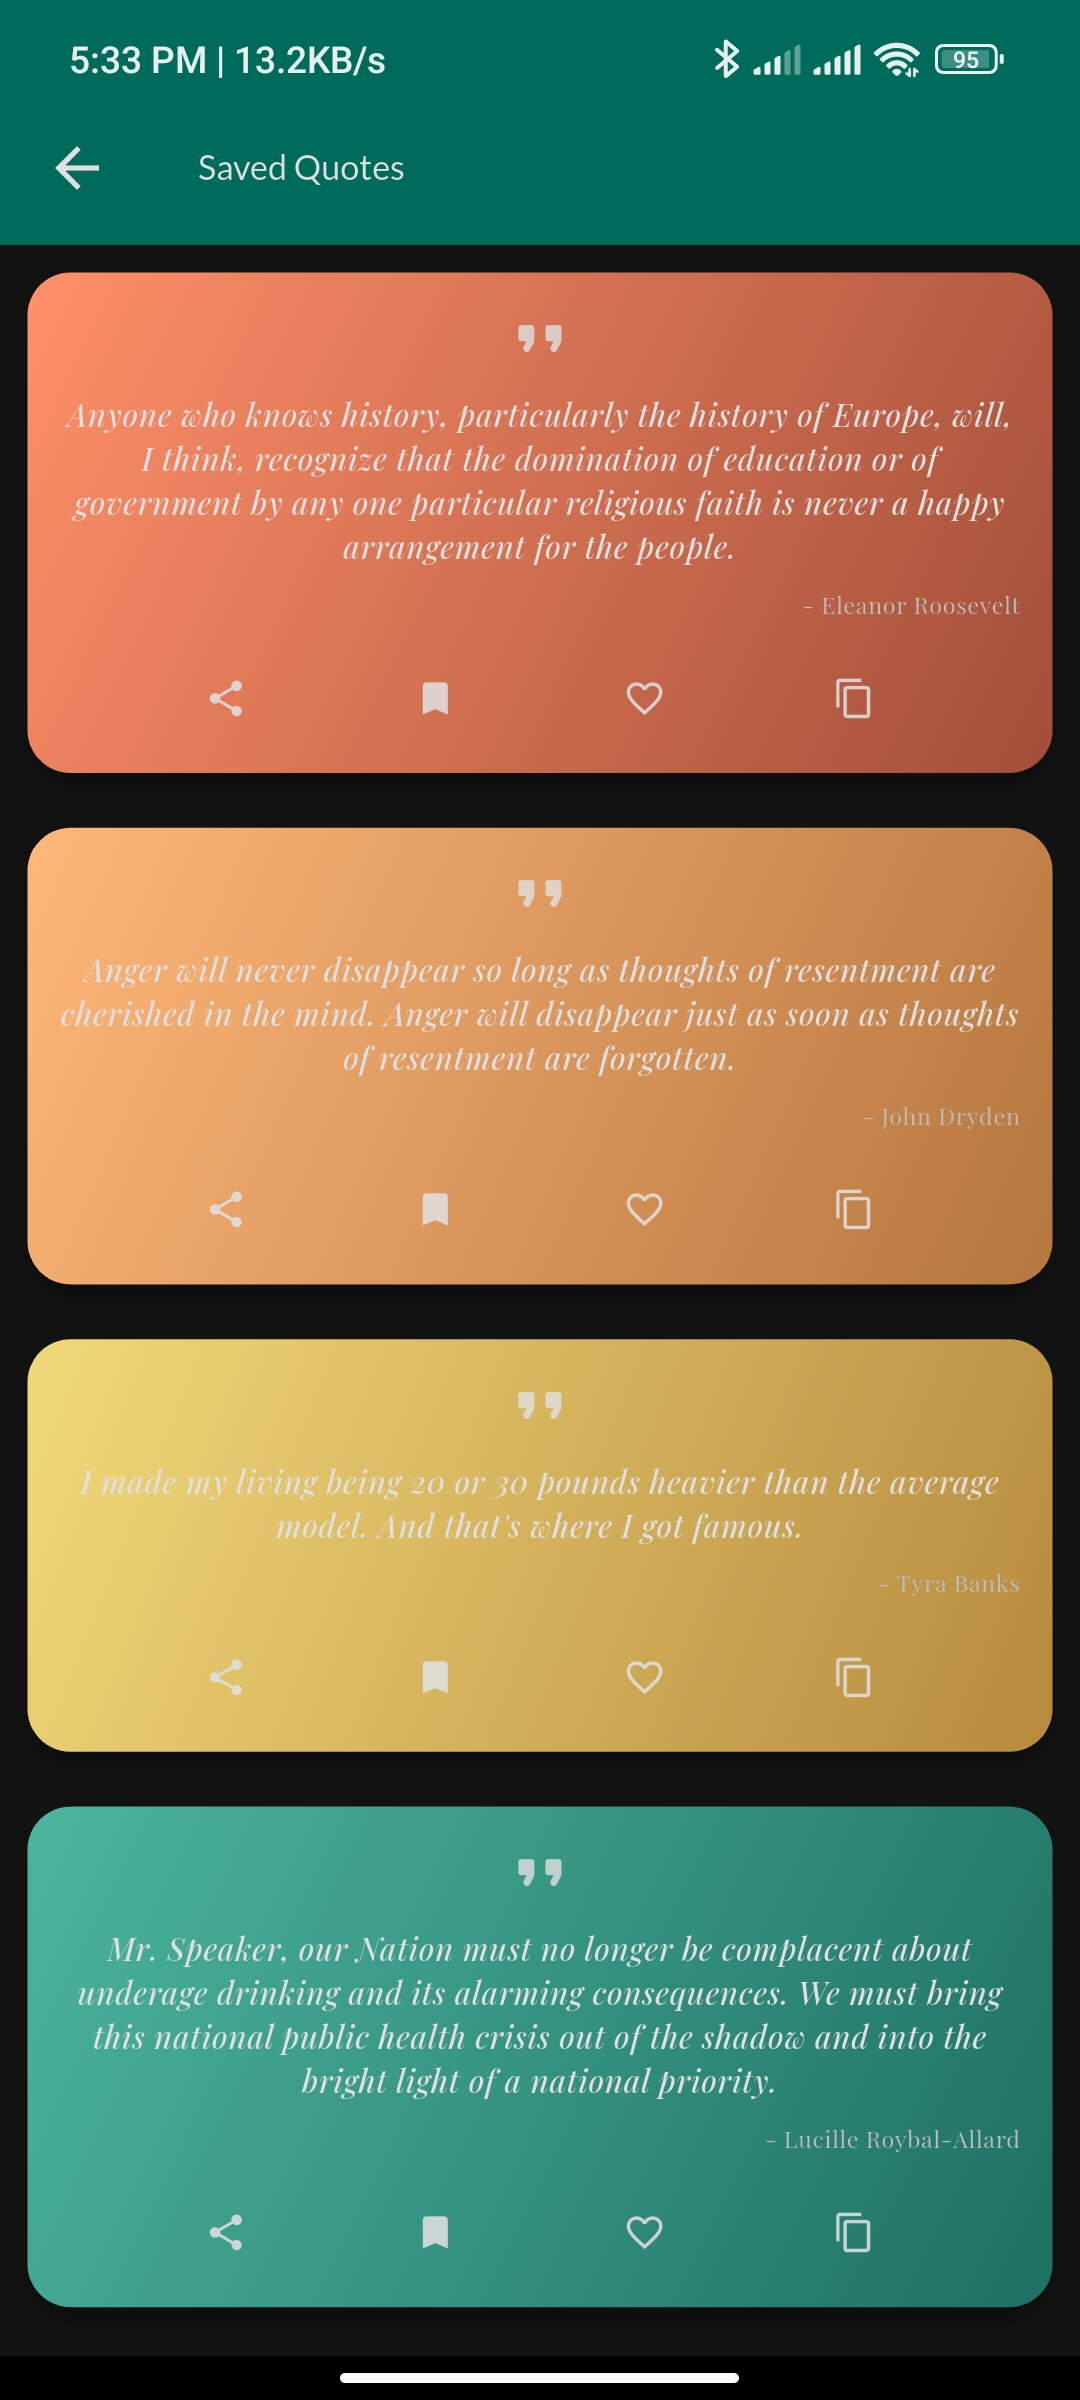 5:33 PM | 13.2KB/s
95
Saved Quotes
Anyone who knows history, particularly the history of Europe, will,
I think, recognize that the domination of education or of
government by any one particular religious faith is never a happy
arrangement for the people.
- Eleanor Roosevelt
Anger will never disappear so long as thoughts of resentment are
cherished in the mind. Anger will disappear just as soon as thoughts
of resentment are forgotten.
- John Dryden
I made my living being 20 or 30 pounds heavier than the average
model. And that's where I got famous.
- Tyra Banks
Mr. Speaker, our Nation must no longer be complacent about
underage drinking and its alarming consequences. We must bring
this national public health crisis out of the shadow and into the
bright light of a national priority.
- Lucille Roybal-Allard